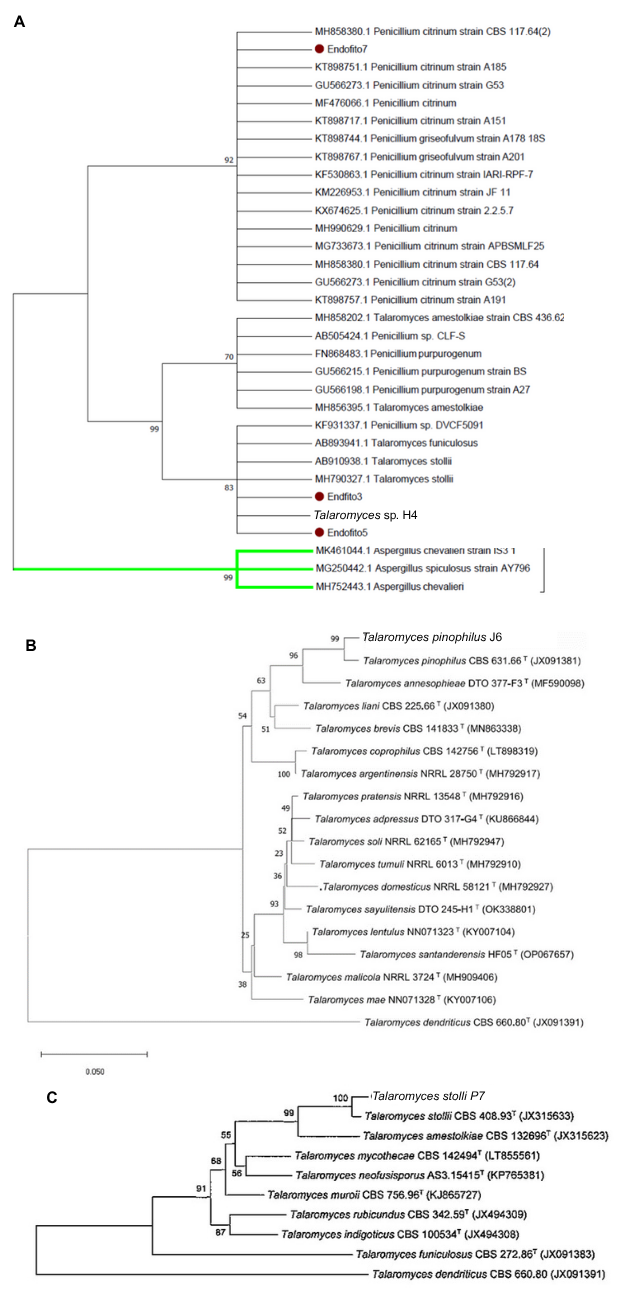 A
MH858380.1 Penicillium citrinum strain CBS 117.64(2)
Endofito7
KT898751.1 Penicillium citrinum strain A185
GU566273.1 Penicillium citrinum strain G53
MF476066.1 Penicillium citrinum
KT898717.1 Penicillium citrinum strain A151
KT898744.1 Penicillium griseofulvum strain A178 18S
92
KT898767.1 Penicillium griseofulvum strain A201
KF530863.1 Penicillium citrinum strain IARI-RPF-7
KM226953.1 Penicillium citrinum strain JF 11
KX674625.1 Penicillium citrinum strain 2.2.5.7
MH990629.1 Penicillium citrinum
MG733673.1 Penicillium citrinum strain APBSMLF25
MH858380.1 Penicillium citrinum strain CBS 117.64
GU566273.1 Penicillium citrinum strain G53(2)
KT898757.1 Penicillium citrinum strain A191
MH858202.1 Talaromyces amestolkiae strain CBS 436.62
AB505424.1 Penicillium sp. CLF-S
70
FN868483.1 Penicillium purpurogenum
GU566215.1 Penicillium purpurogenum strain BS
GU566198.1 Penicillium purpurogenum strain A27
MH856395.1 Talaromyces amestolkiae
99
KF931337.1 Penicillium sp. DVCF5091
AB893941.1 Talaromyces funiculosus
AB910938.1 Talaromyces stollii
MH790327.1 Talaromyces stollii
83
Endfito3
Talaromyces sp. H4
Endofito5
MK461044.1 Aspergillus chevalieri strain IS3 1
MG250442.1 Aspergillus spiculosus strain AY796
99
MH752443.1 Aspergillus chevalieri
B
99
Talaromyces pinophilus J6
96
Talaromyces pinophilus CBS 631.66 T (JX091381)
63
Talaromyces annesophieae DTO 377-F3 T (MF590098)
Talaromyces liani CBS 225.66 T (JX091380)
54
51
Talaromyces brevis CBS 141833 T (MN863338)
Talaromyces coprophilus CBS 142756 T (LT898319)
100
Talaromyces argentinensis NRRL 28750 T (MH792917)
Talaromyces pratensis NRRL 13548 T (MH792916)
49
Talaromyces adpressus DTO 317-G4 T (KU866844)
52
Talaromyces soli NRRL 62165 T (MH792947)
23
Talaromyces tumuli NRRL 6013 T (MH792910)
36
Talaromyces domesticus NRRL 58121 T (MH792927)
93
Talaromyces sayulitensis DTO 245-H1 T (OK338801)
Talaromyces lentulus NN071323 T (KY007104)
25
98
Talaromyces santanderensis HF05 T (OP067657)
Talaromyces malicola NRRL 3724 T (MH909406)
38
Talaromyces mae NN071328 T (KY007106)
Talaromyces dendriticus CBS 660.80 T (JX091391)
0.050
C
100
Talaromyces stolli P7
99
Talaromyces stollii CBS 408.93T (JX315633)
55
Talaromyces amestolkiae CBS 132696T (JX315623)
68
Talaromyces mycothecae CBS 142494T (LT855561)
56
Talaromyces neofusisporus AS3.15415T (KP765381)
91
Talaromyces muroii CBS 756.96T (KJ865727)
Talaromyces rubicundus CBS 342.59T (JX494309)
87
Talaromyces indigoticus CBS 100534T (JX494308)
Talaromyces funiculosus CBS 272.86T (JX091383)
Talaromyces dendriticus CBS 660.80 (JX091391)